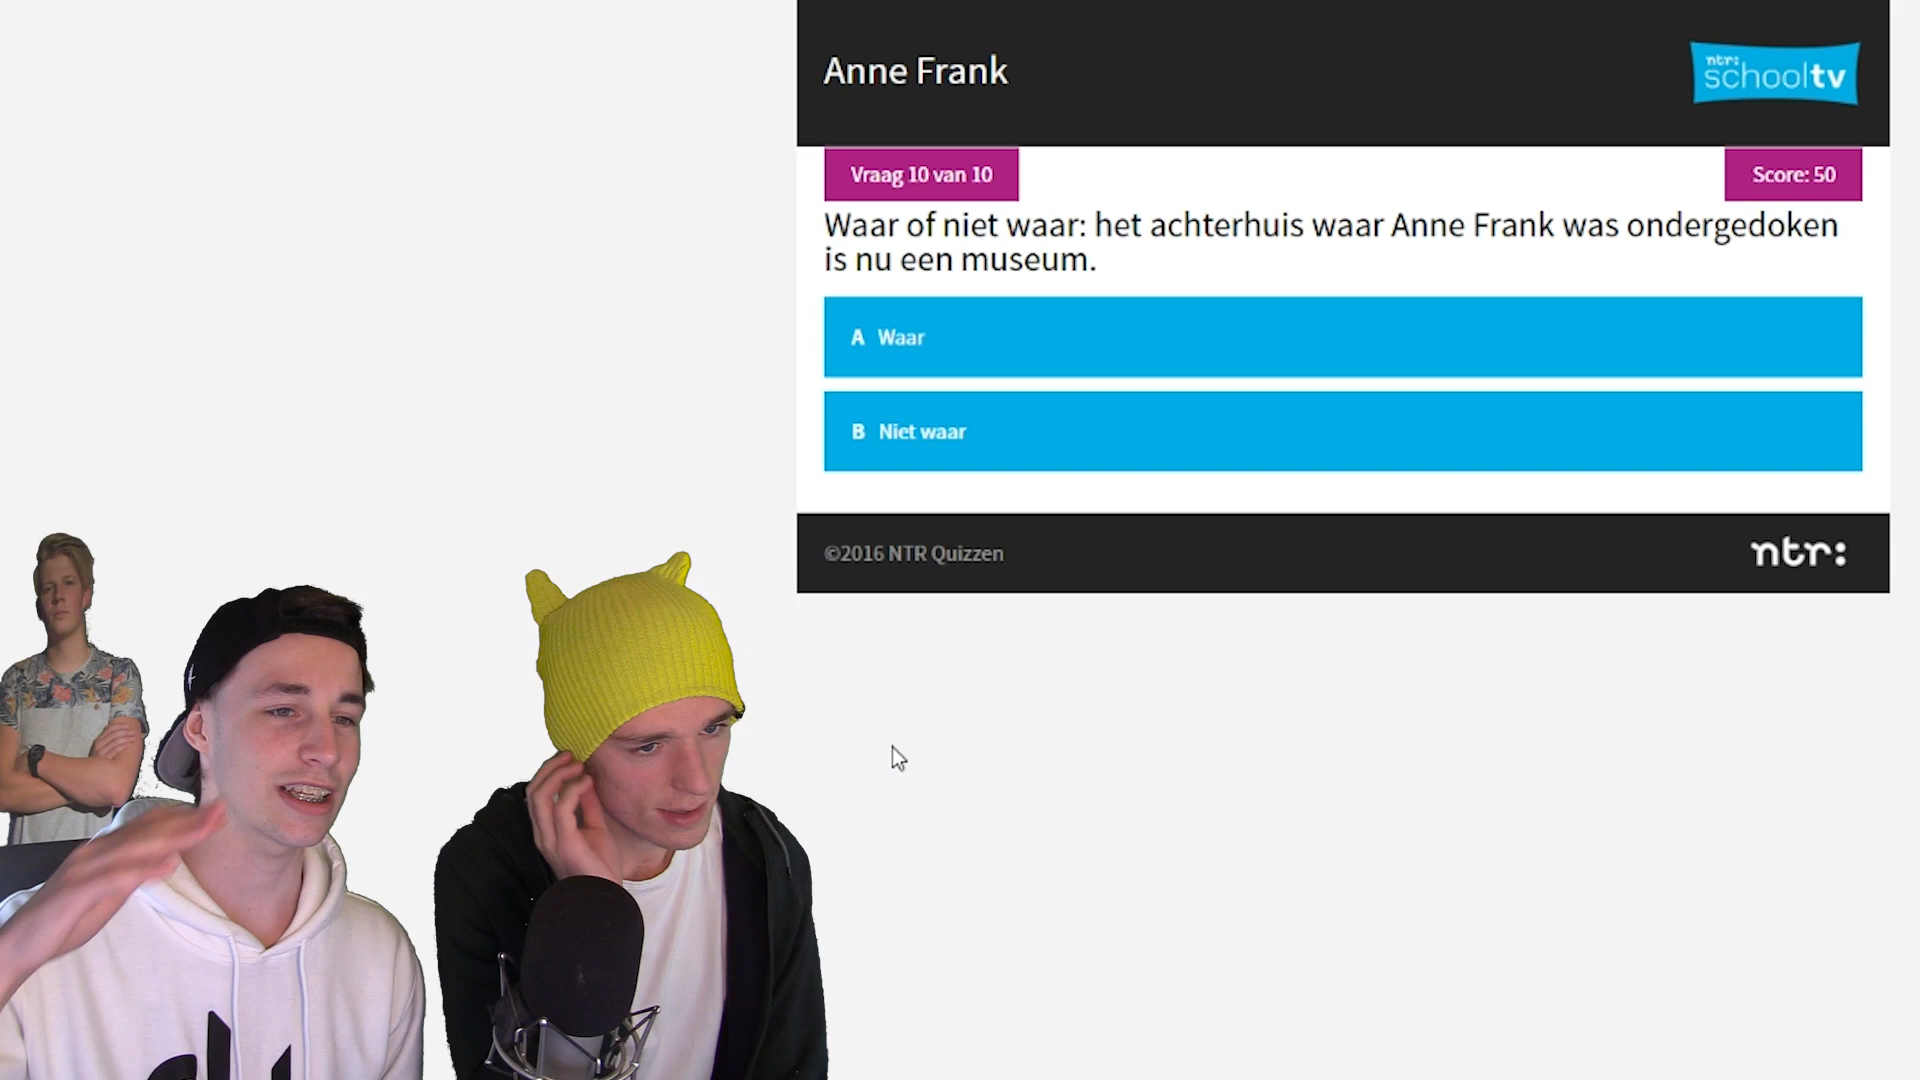 Anne Frank
ntr:
schooltv
Vraag 10 van 10
Score: 50
Waar of niet waar: het achterhuis waar Anne Frank was ondergedoken
is nu een museum.
A Waar
B Niet waar
©2016 NTR Quizzen
ntr: